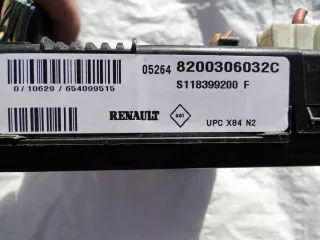 05264 8200306032C
S118399200 F
0/10629/654099515
RENAULT
UPC X84 N2